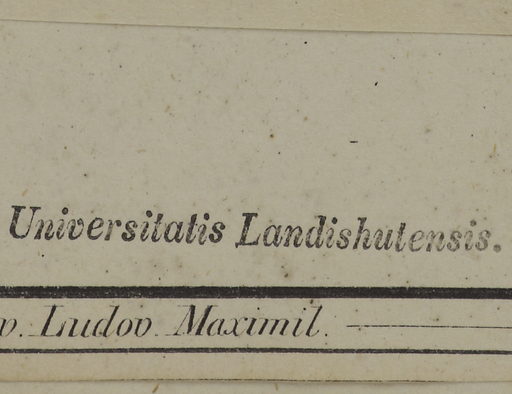 Universitatis Landishutensis.
v. Ludov. Maximil.